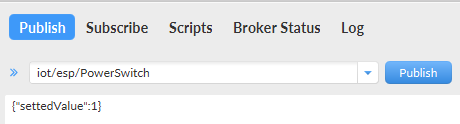 Publish Subscribe Scripts Broker Status Log
iot/esp/PowerSwitch Publish
{"settedValue":1}